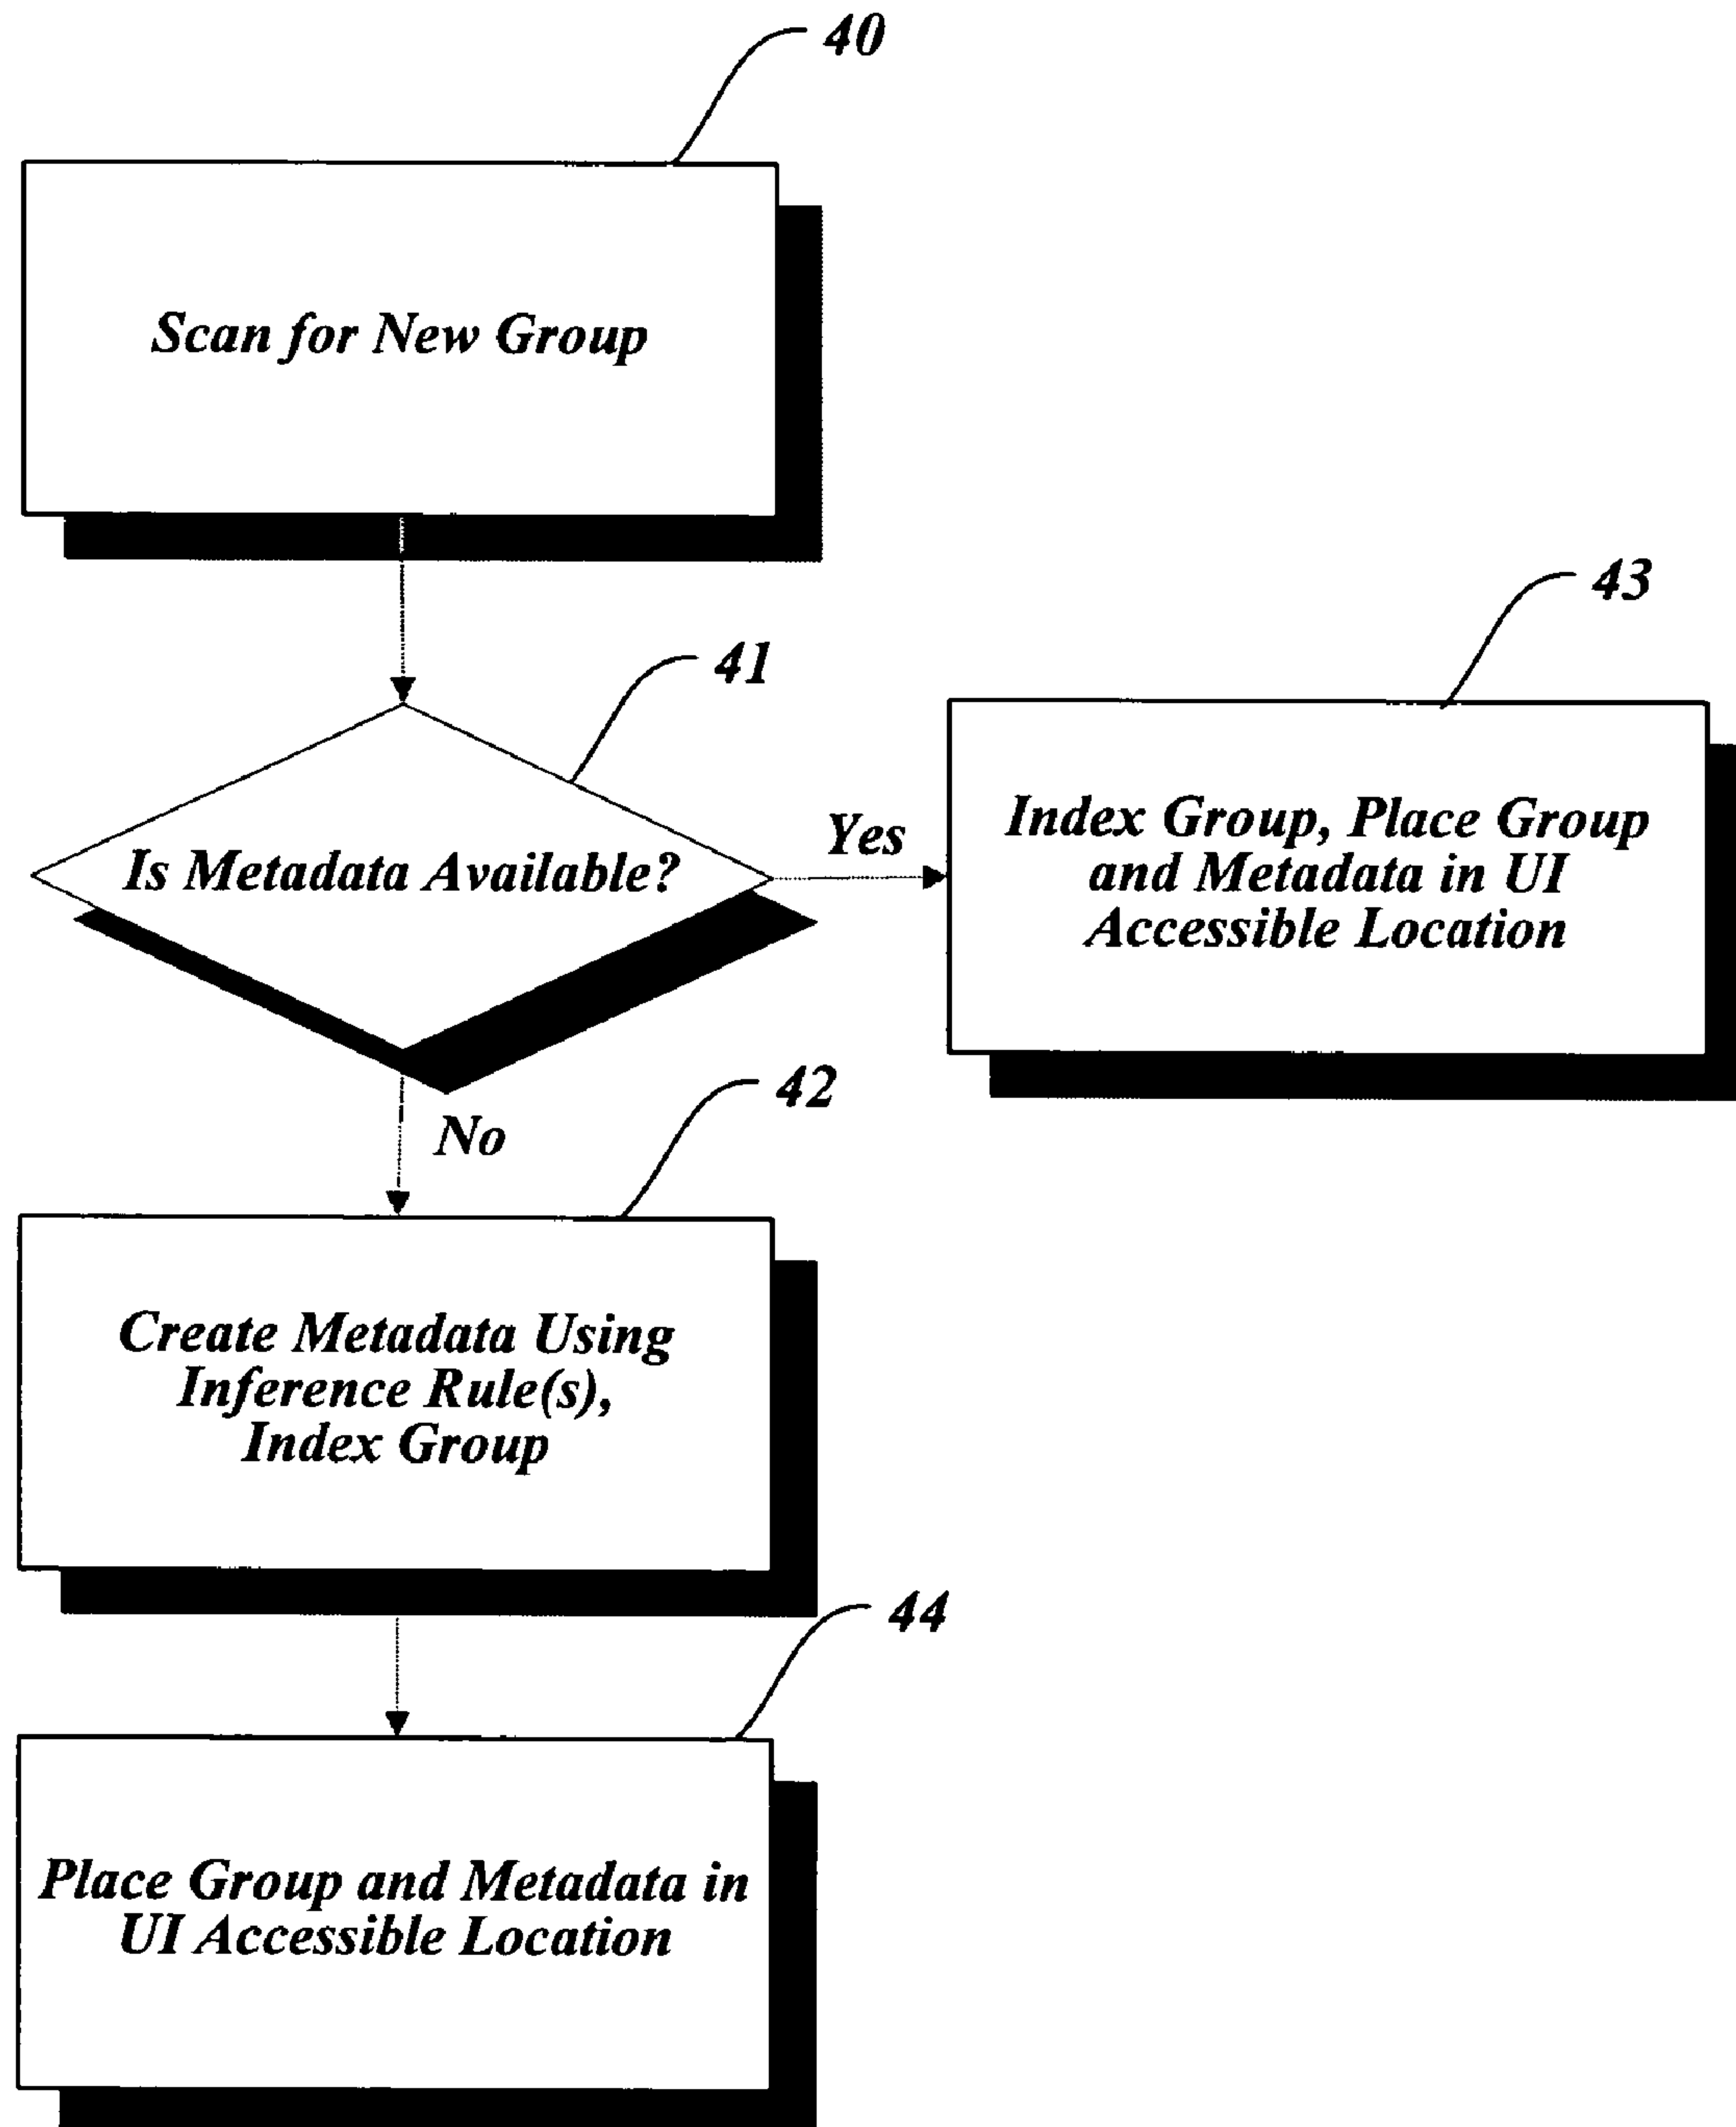 40
Scan for New Group
41
43
Is Metadata Available?
Yes
Index Group, Place Group
and Metadata in UI
Accessible Location
42
No
Create Metadata Using
Inference Rule(s),
Index Group
44
Place Group and Metadata in
UI Accessible Location